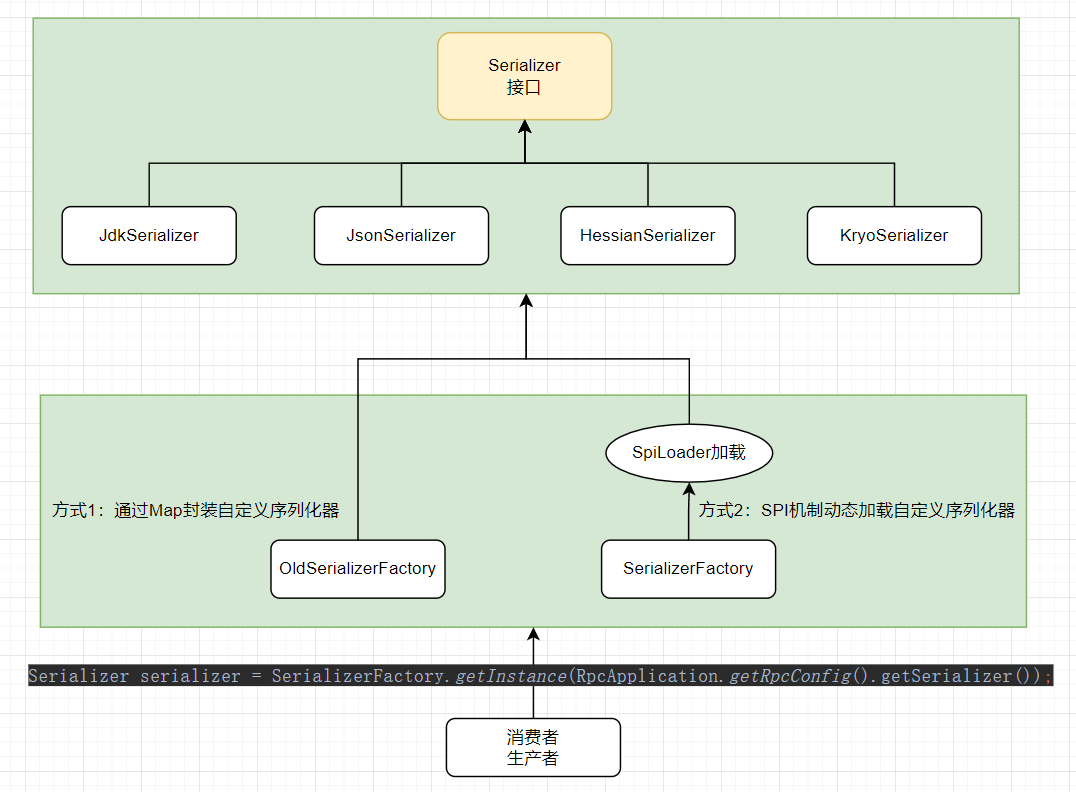 Serializer
接口
JdkSerializer
JsonSerializer
HessianSerializer
KryoSerializer
SpiLoader加载
方式1：通过Map封装自定义序列化器
方式2：SPI机制动态加载自定义序列化器
OldSerializerFactory
SerializerFactory
Serializer serializer = SerializerFactory.getInstance(RpcApplication.getRpcConfig().getSerializer());
消费者
生产者